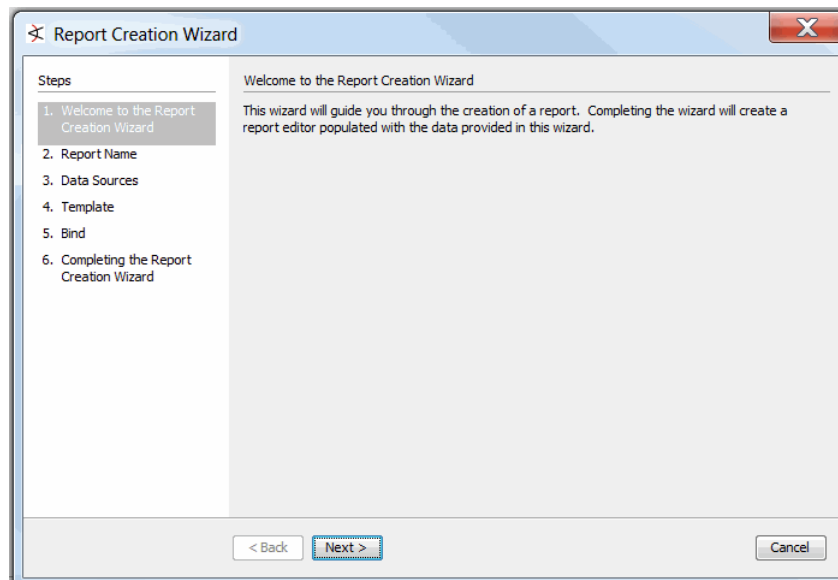 Report Creation Wizard
Steps
1. Welcome to the Report
Creation Wizard
2. Report Name
3. Data Sources
4. Template
5. Bind
6. Completing the Report
Creation Wizard
Welcome to the Report Creation Wizard
This wizard will guide you through the creation of a report.  Completing the wizard will create a
report editor populated with the data provided in this wizard.
< Back
Next >
Cancel